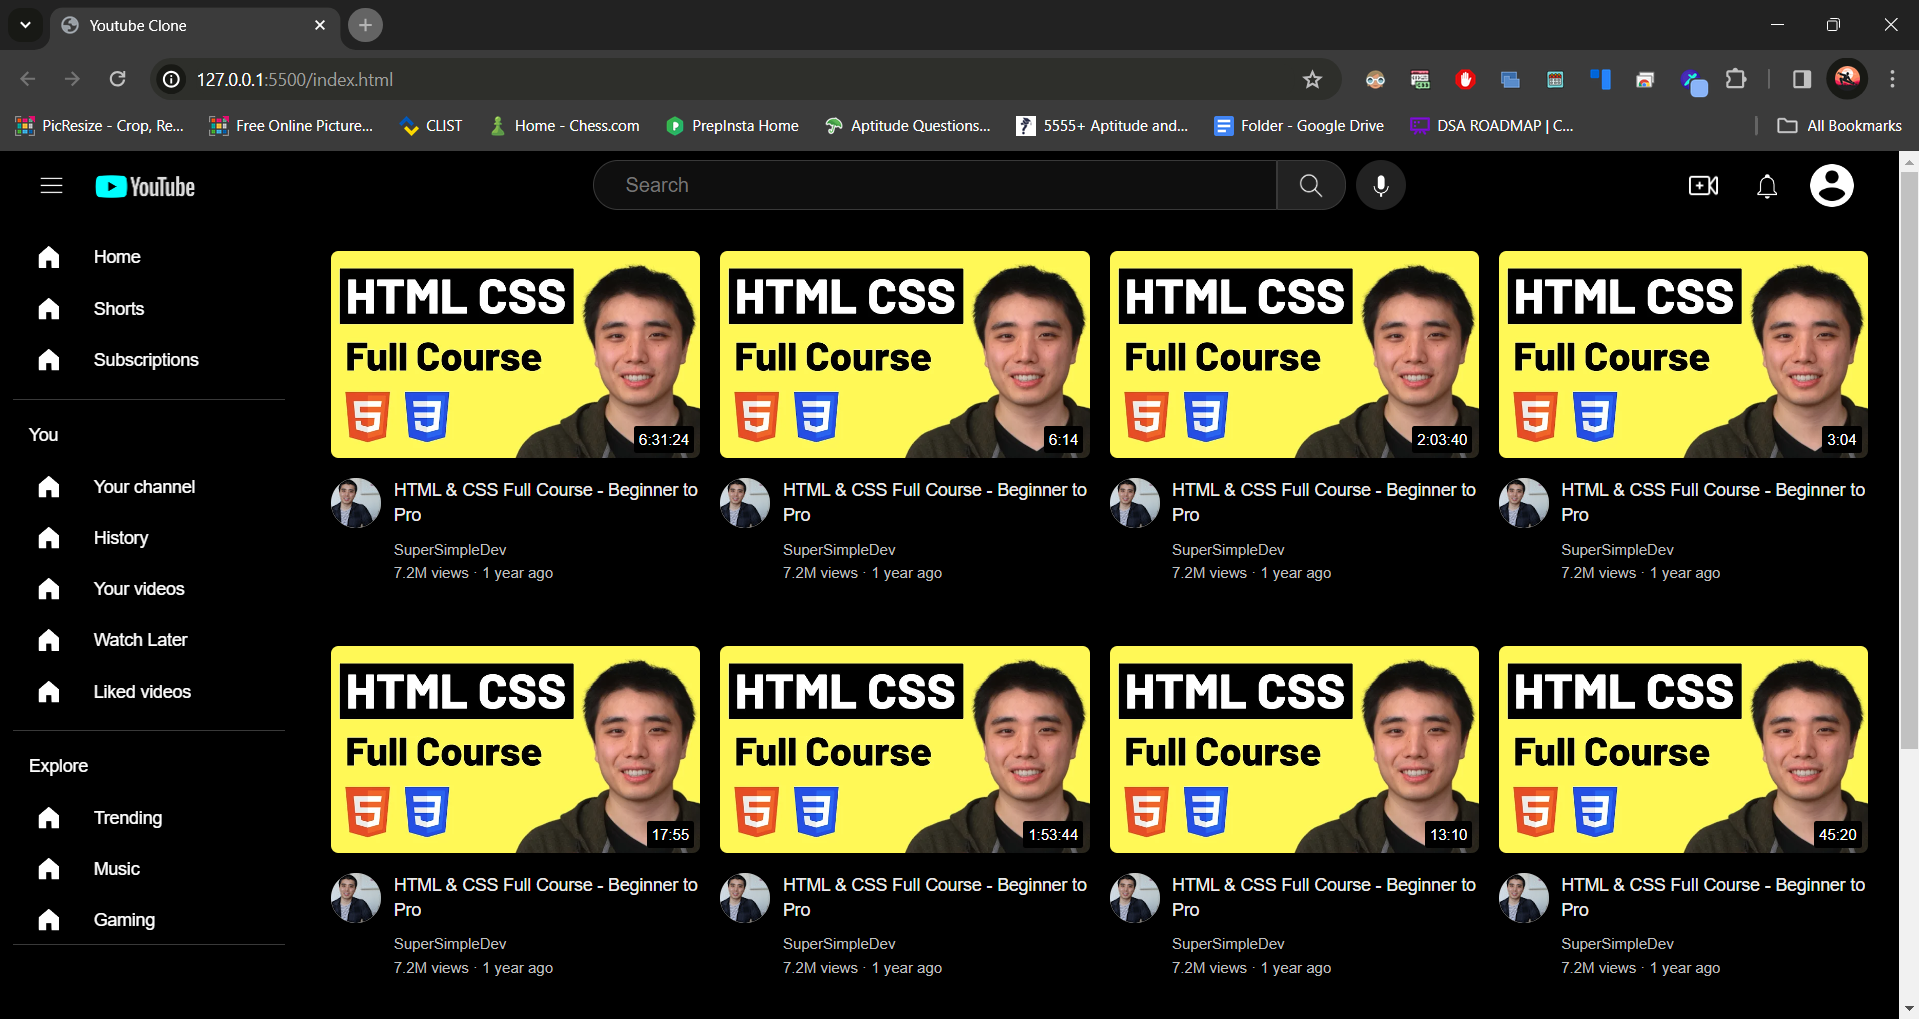 Youtube Clone
127.0.0.1:5500/index.html
PicResize - Crop, Re... Free Online Picture... CLIST Home - Chess.com PrepInsta Home Aptitude Questions... 5555+ Aptitude and... Folder - Google Drive DSA ROADMAP | C... All Bookmarks
YouTube Search
Home
Shorts
Subscriptions
You
Your channel
History
Your videos
Watch Later
Liked videos
Explore
Trending
Music
Gaming
HTML CSS HTML CSS HTML CSS HTML CSS
Full Course Full Course Full Course Full Course
6:31:24 6:14 2:03:40 3:04
HTML & CSS Full Course - Beginner to HTML & CSS Full Course - Beginner to HTML & CSS Full Course - Beginner to HTML & CSS Full Course - Beginner to
Pro Pro Pro Pro
SuperSimpleDev SuperSimpleDev SuperSimpleDev SuperSimpleDev
7.2M views · 1 year ago 7.2M views · 1 year ago 7.2M views · 1 year ago 7.2M views · 1 year ago
HTML CSS HTML CSS HTML CSS HTML CSS
Full Course Full Course Full Course Full Course
17:55 1:53:44 13:10 45:20
HTML & CSS Full Course - Beginner to HTML & CSS Full Course - Beginner to HTML & CSS Full Course - Beginner to HTML & CSS Full Course - Beginner to
Pro Pro Pro Pro
SuperSimpleDev SuperSimpleDev SuperSimpleDev SuperSimpleDev
7.2M views · 1 year ago 7.2M views · 1 year ago 7.2M views · 1 year ago 7.2M views · 1 year ago